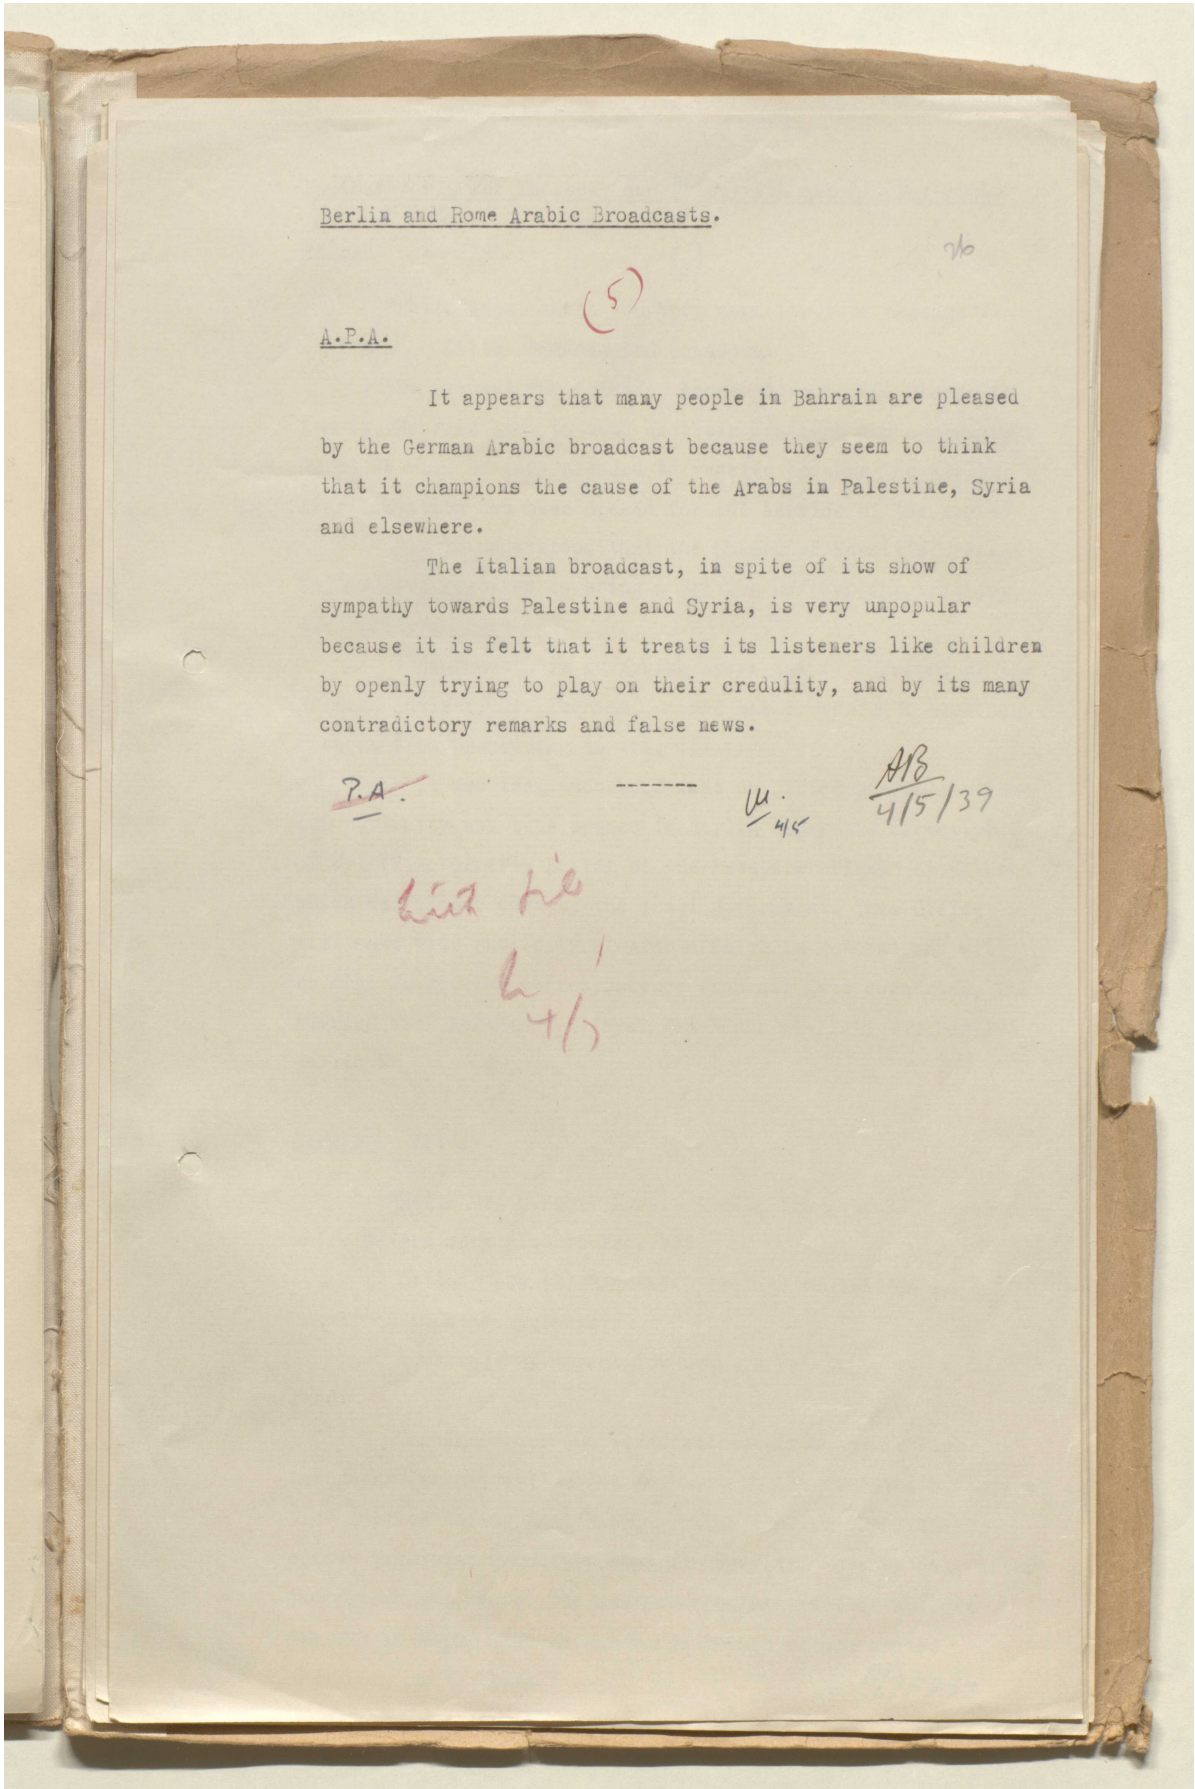 Berlin and Rome Arabic Broadcasts.
26
(5)
A.P.A.
It appears that many people in Bahrain are pleased
by the German Arabic broadcast because they seem to think
that it champions the cause of the Arabs in Palestine, Syria
and elsewhere.
The Italian broadcast, in spite of its show of
sympathy towards Palestine and Syria, is very unpopular
because it is felt that it treats its listeners like children
by openly trying to play on their credulity, and by its many
contradictory remarks and false news.
-------
P.A.
4/5
AB
4/5/39
file
4/5